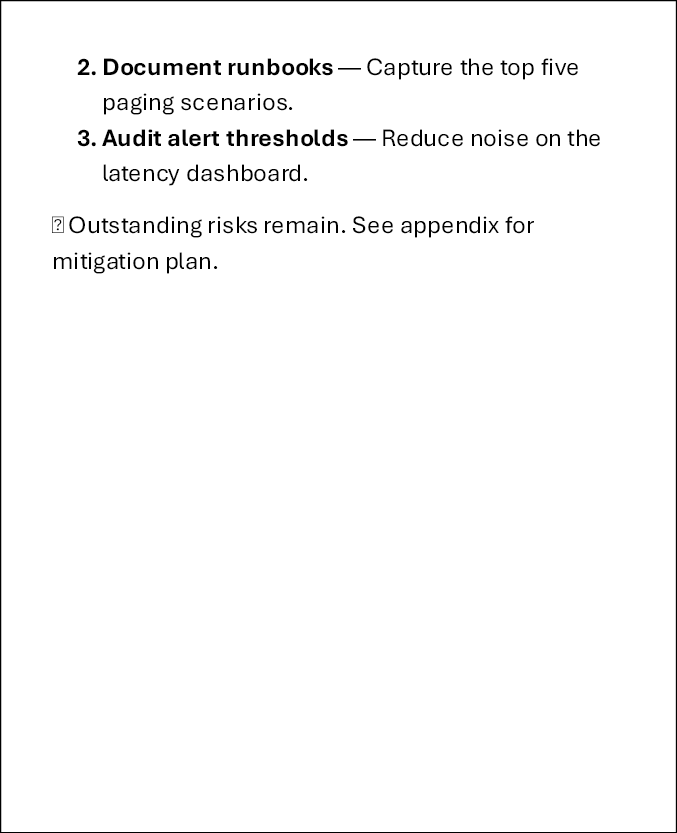 2. Document runbooks — Capture the top five
paging scenarios.
3. Audit alert thresholds — Reduce noise on the
latency dashboard.
Outstanding risks remain. See appendix for
mitigation plan.